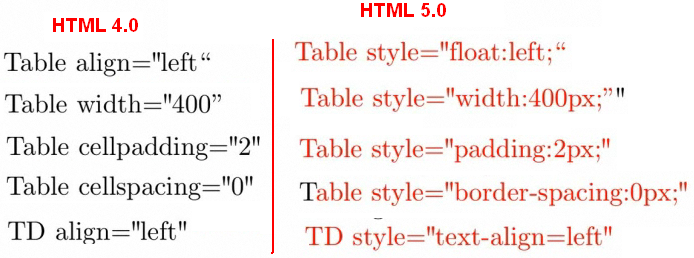 HTML 4.0
Table align="left“
Table width="400”
Table cellpadding="2"
Table cellspacing="0"
TD align="left"
HTML 5.0
Table style="float:left;“
Table style="width:400px;”"
Table style="padding:2px;"
Table style="border-spacing:0px;"
TD style="text-align=left"